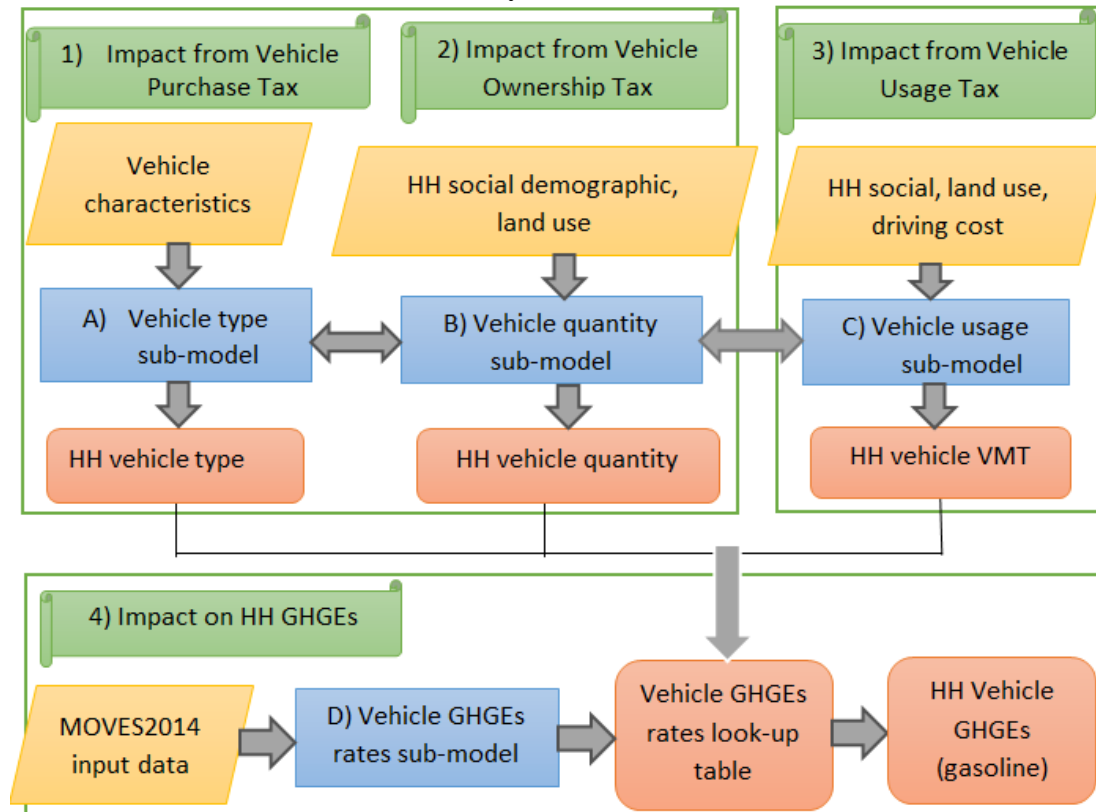 1) Impact from Vehicle
Purchase Tax
2) Impact from Vehicle
Ownership Tax
3) Impact from Vehicle
Usage Tax
Vehicle
characteristics
HH social demographic,
land use
HH social, land use,
driving cost
A) Vehicle type
sub-model
B) Vehicle quantity
sub-model
C) Vehicle usage
sub-model
HH vehicle type
HH vehicle quantity
HH vehicle VMT
4) Impact on HH GHGEs
MOVES2014
input data
D) Vehicle GHGEs
rates sub-model
Vehicle GHGEs
rates look-up
table
HH Vehicle
GHGEs
(gasoline)